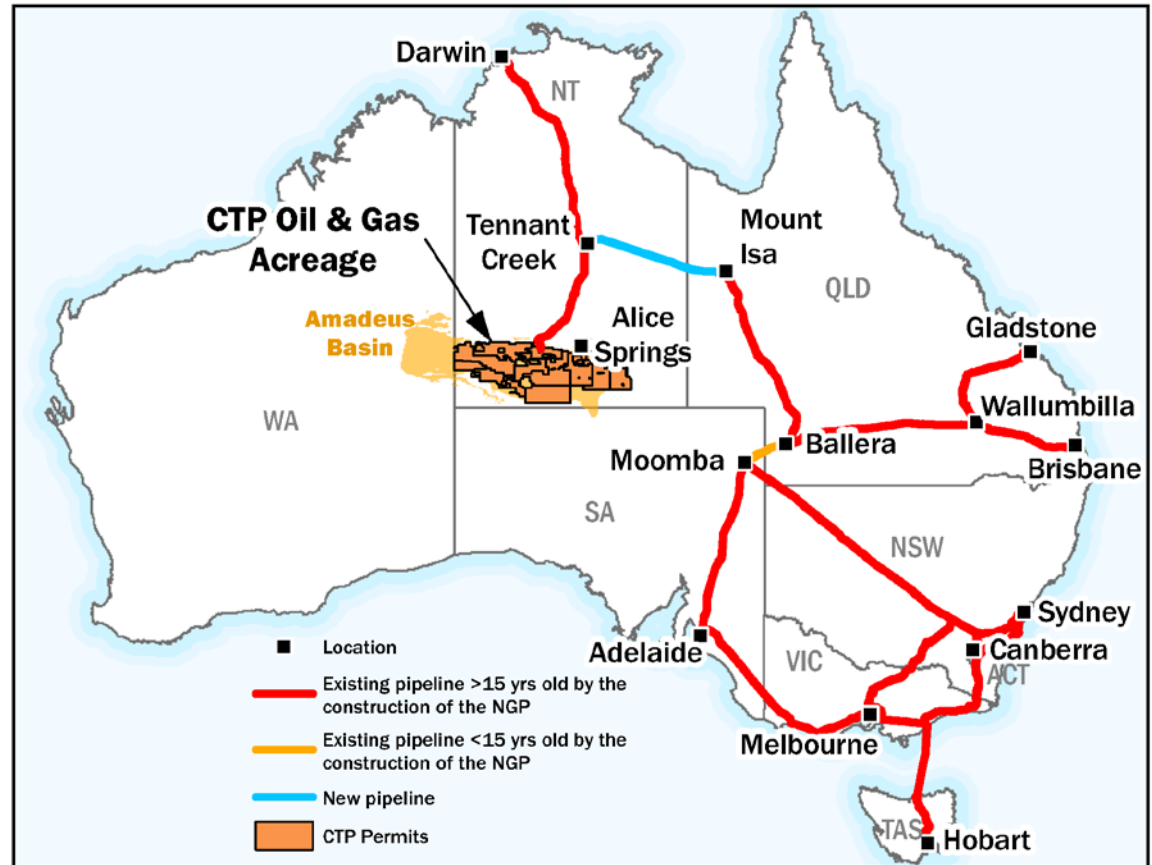 Darwin
NT
CTP Oil & Gas
Acreage
Tennant
Creek
Mount
Isa
QLD
Amadeus
Basin
Alice
Springs
Gladstone
Wallumbilla
WA
Ballera
Moomba
Brisbane
SA
NSW
Sydney
Adelaide
VIC
Canberra
ACT
Melbourne
TAS
Hobart
Location
Existing pipeline >15 yrs old by the
construction of the NGP
Existing pipeline <15 yrs old by the
construction of the NGP
New pipeline
CTP Permits